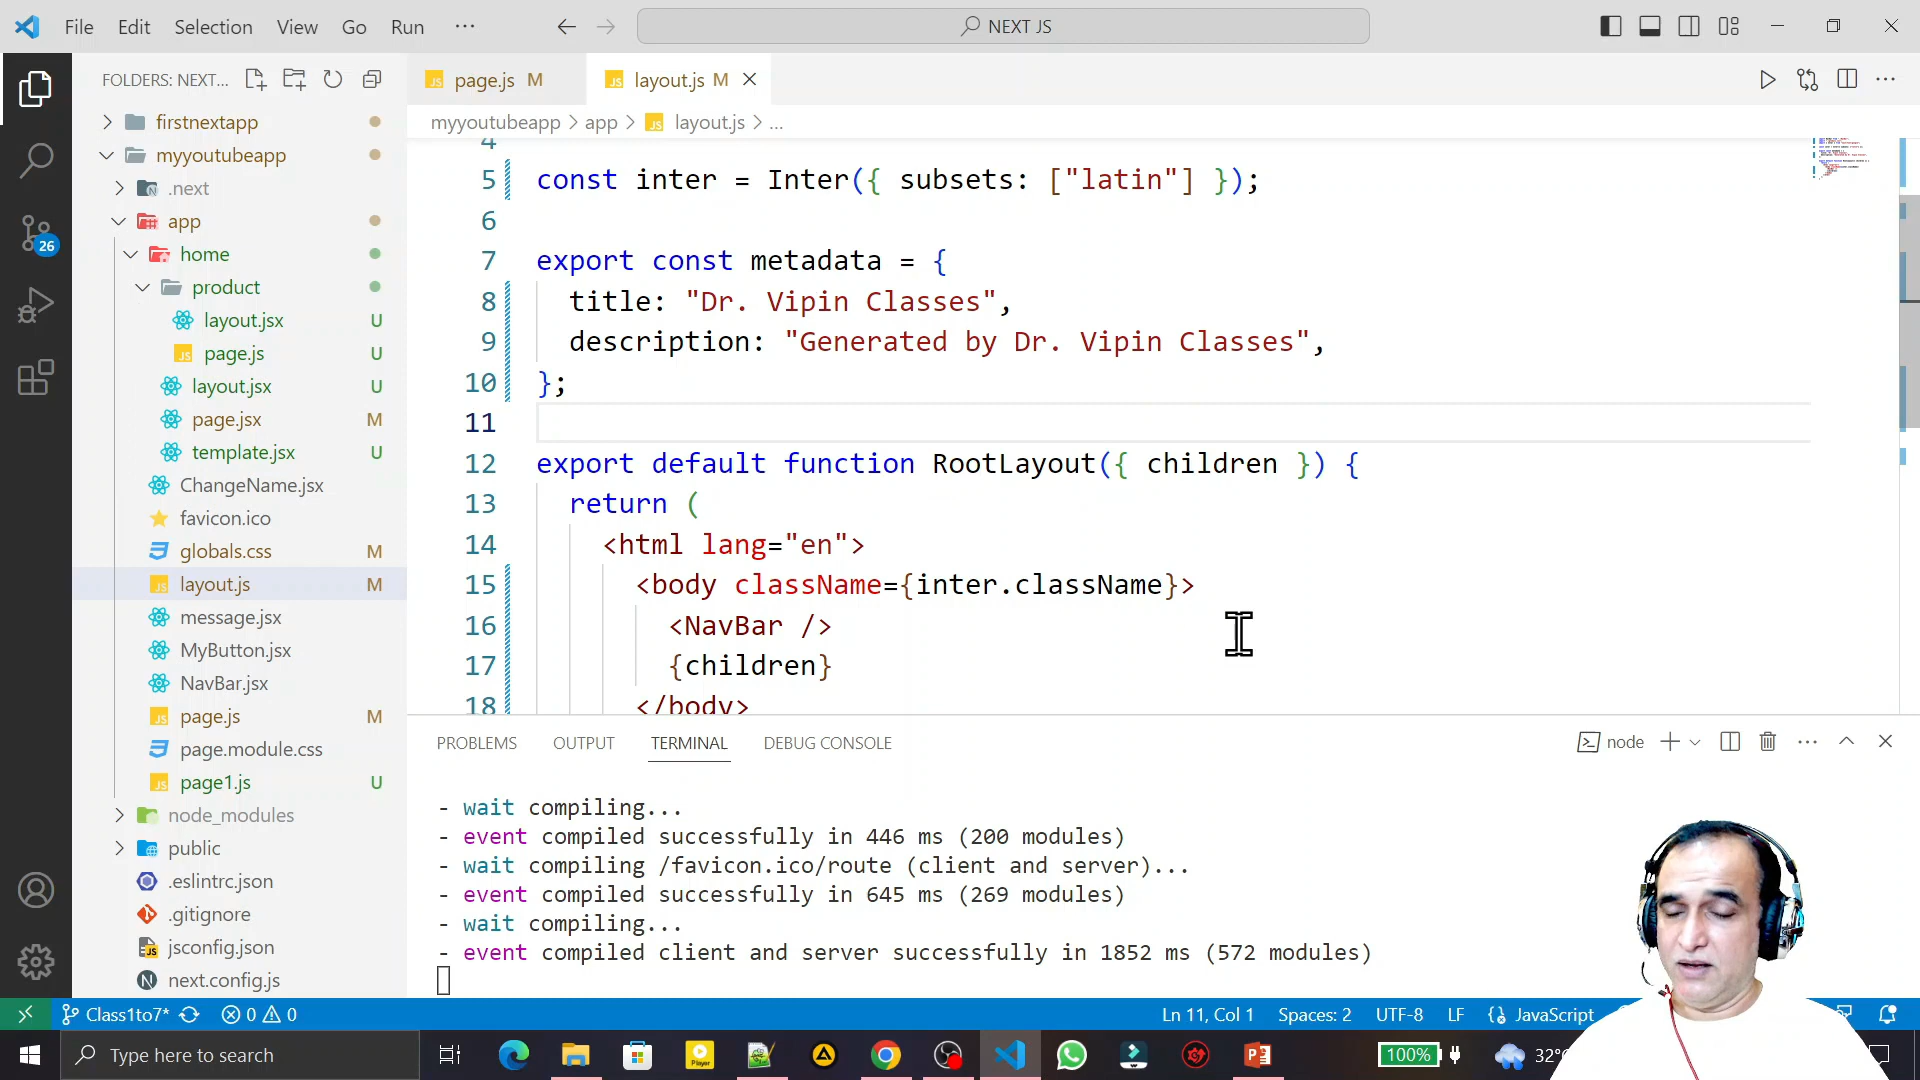 File Edit Selection View Go Run ···
NEXT JS
FOLDERS: NEXT...
page.js M
layout.js M
myyoutubeapp > app > layout.js > ...
firstnextapp
myyoutubeapp
.next
app
home
product
layout.jsx U
page.js U
layout.jsx U
page.jsx M
template.jsx U
ChangeName.jsx
favicon.ico
globals.css M
layout.js M
message.jsx
MyButton.jsx
NavBar.jsx
page.js M
page.module.css
page1.js U
node_modules
public
.eslintrc.json
.gitignore
jsconfig.json
next.config.js
26
4
5 const inter = Inter({ subsets: ["latin"] });
6
7 export const metadata = {
8 title: "Dr. Vipin Classes",
9 description: "Generated by Dr. Vipin Classes",
10 };
11
12 export default function RootLayout({ children }) {
13 return (
14 <html lang="en">
15 <body className={inter.className}>
16 <NavBar />
17 {children}
18 </body>
PROBLEMS OUTPUT TERMINAL DEBUG CONSOLE
node
- wait compiling...
- event compiled successfully in 446 ms (200 modules)
- wait compiling /favicon.ico/route (client and server)...
- event compiled successfully in 645 ms (269 modules)
- wait compiling...
- event compiled client and server successfully in 1852 ms (572 modules)
Class1to7* 0 0
Ln 11, Col 1 Spaces: 2 UTF-8 LF {} JavaScript
Type here to search
Player
100%
32°